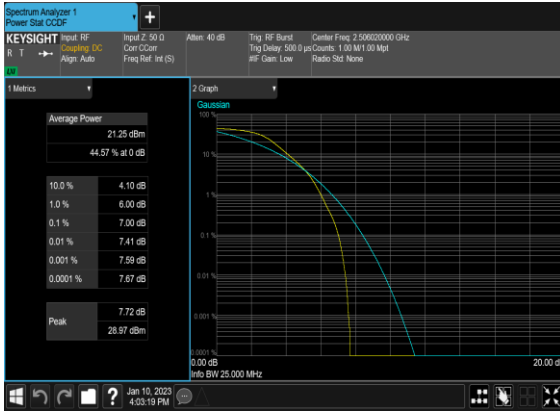 Spectrum Analyzer 1
Power Stat CCDF
KEYSIGHT
R T
Input: RF
Coupling: DC
Align: Auto
Input Z: 50 Ω
Corr CCorr
Freq Ref: Int (S)
Atten: 40 dB
Trig: RF Burst
Trig Delay: 500.0 µs
#IF Gain: Low
Center Freq: 2.506020000 GHz
Counts: 1.00 M/1.00 Mpt
Radio Std: None
1 Metrics
2 Graph
Average Power
21.25 dBm
44.57 % at 0 dB
10.0 % 4.10 dB
1.0 % 6.00 dB
0.1 % 7.00 dB
0.01 % 7.41 dB
0.001 % 7.59 dB
0.0001 % 7.67 dB
Peak
7.72 dB
28.97 dBm
Gaussian
100 %
10 %
1 %
0.1 %
0.01 %
0.001 %
0.0001 %
0.00 dB
20.00 d
Info BW 25.000 MHz
Jan 10, 2023
4:03:19 PM